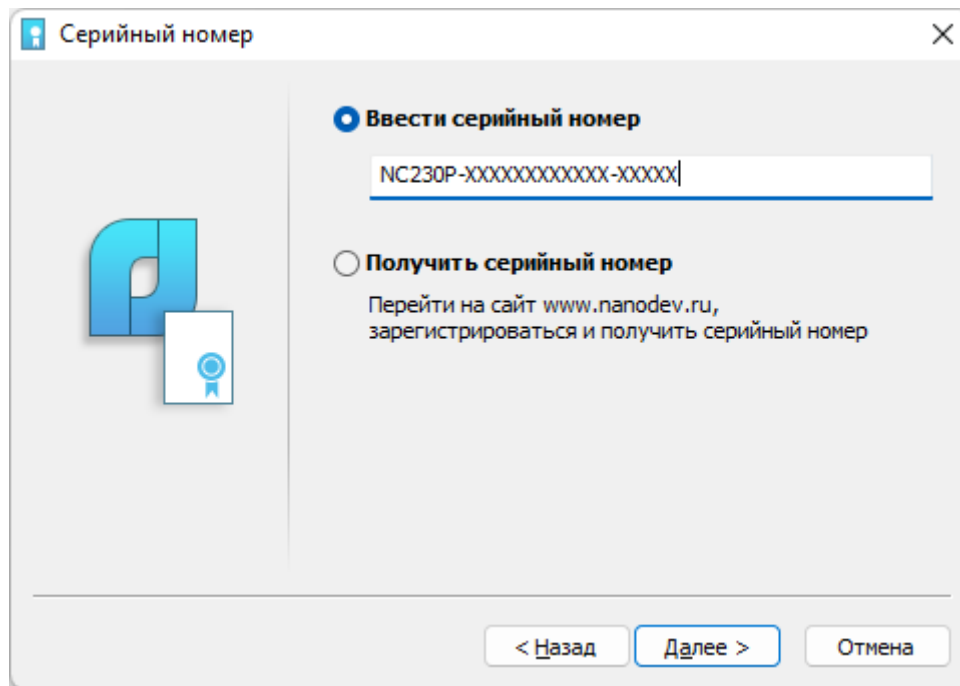 Серийный номер
Ввести серийный номер
NC230P-XXXXXXXXXXXX-XXXXX
Получить серийный номер
Перейти на сайт www.nanodev.ru,
зарегистрироваться и получить серийный номер
< Назад
Далее >
Отмена